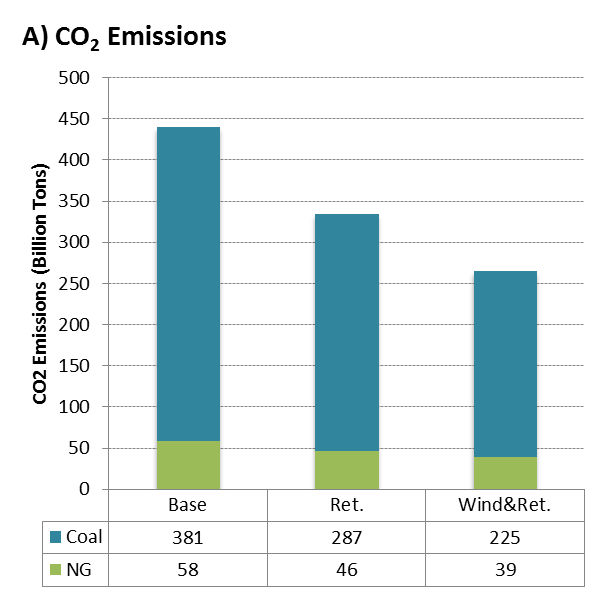 A) CO2 Emissions
500
450
400
350
300
250
200
150
100
50
0
CO2 Emissions (Billion Tons)
Base Ret. Wind&Ret.
Coal 381 287 225
NG 58 46 39